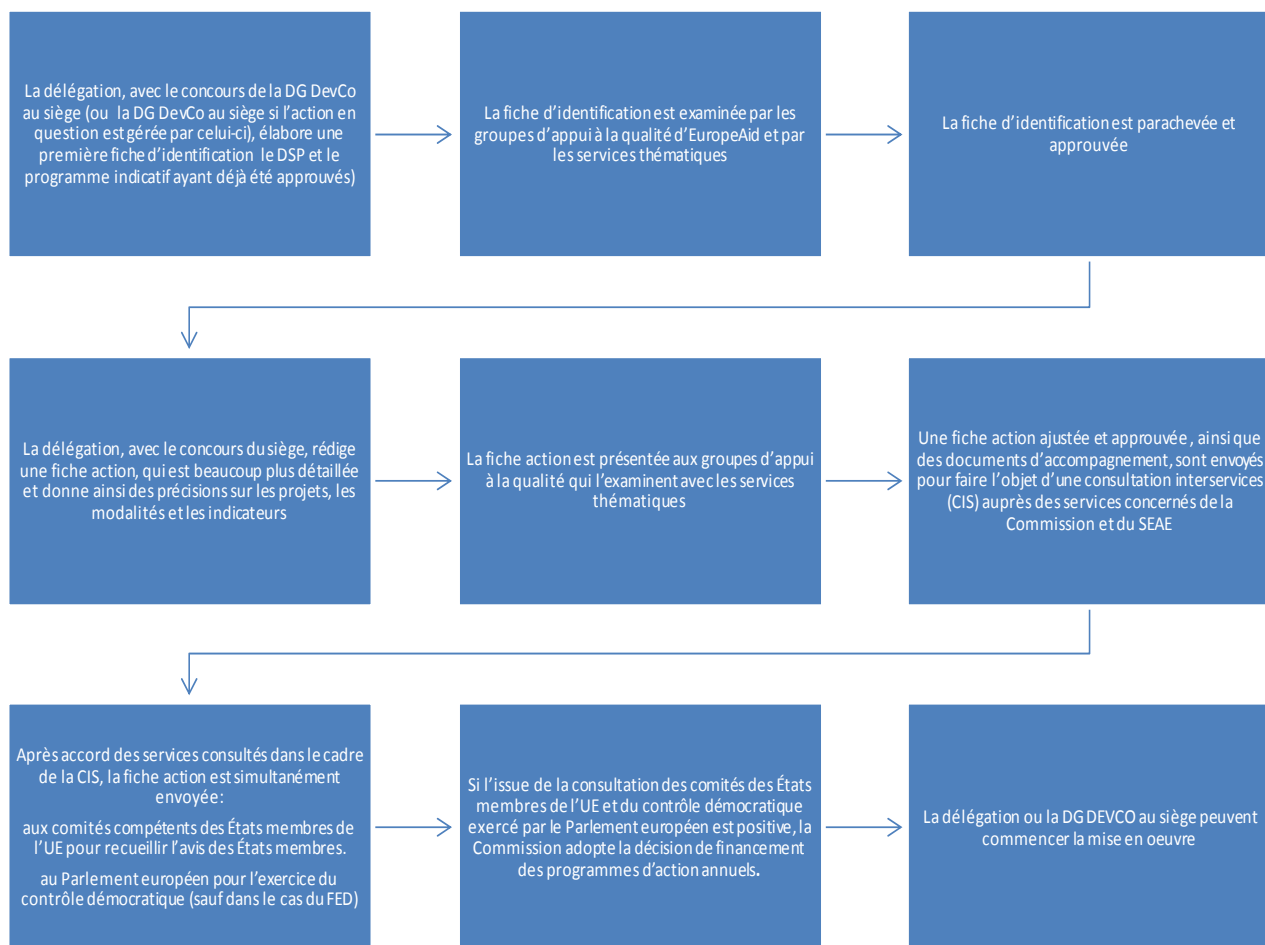 La délégation, avec le concours de la DG DevCo
au siège (ou la DG DevCo au siège si l'action en
question est gérée par celui-ci), élabore une
première fiche d'identification le DSP et le
programme indicatif ayant déjà été approuvés)
La fiche d'identification est examinée par les
groupes d'appui à la qualité d'EuropeAid et par
les services thématiques
La fiche d'identification est parachevée et
approuvée
La délégation, avec le concours du siège, rédige
une fiche action, qui est beaucoup plus détaillée
et donne ainsi des précisions sur les projets, les
modalités et les indicateurs
La fiche action est présentée aux groupes d'appui
à la qualité qui l'examinent avec les services
thématiques
Une fiche action ajustée et approuvée , ainsi que
des documents d'accompagnement, sont envoyés
pour faire l'objet d'une consultation interservices
(CIS) auprès des services concernés de la
Commission et du SEAE
Après accord des services consultés dans le cadre
de la CIS, la fiche action est simultanément
envoyée:
aux comités compétents des États membres de
l'UE pour recueillir l'avis des États membres.
au Parlement européen pour l'exercice du
contrôle démocratique (sauf dans le cas du FED)
Si l'issue de la consultation des comités des États
membres de l'UE et du contrôle démocratique
exercé par le Parlement européen est positive, la
Commission adopte la décision de financement
des programmes d'action annuels.
La délégation ou la DG DEVCO au siège peuvent
commencer la mise en oeuvre